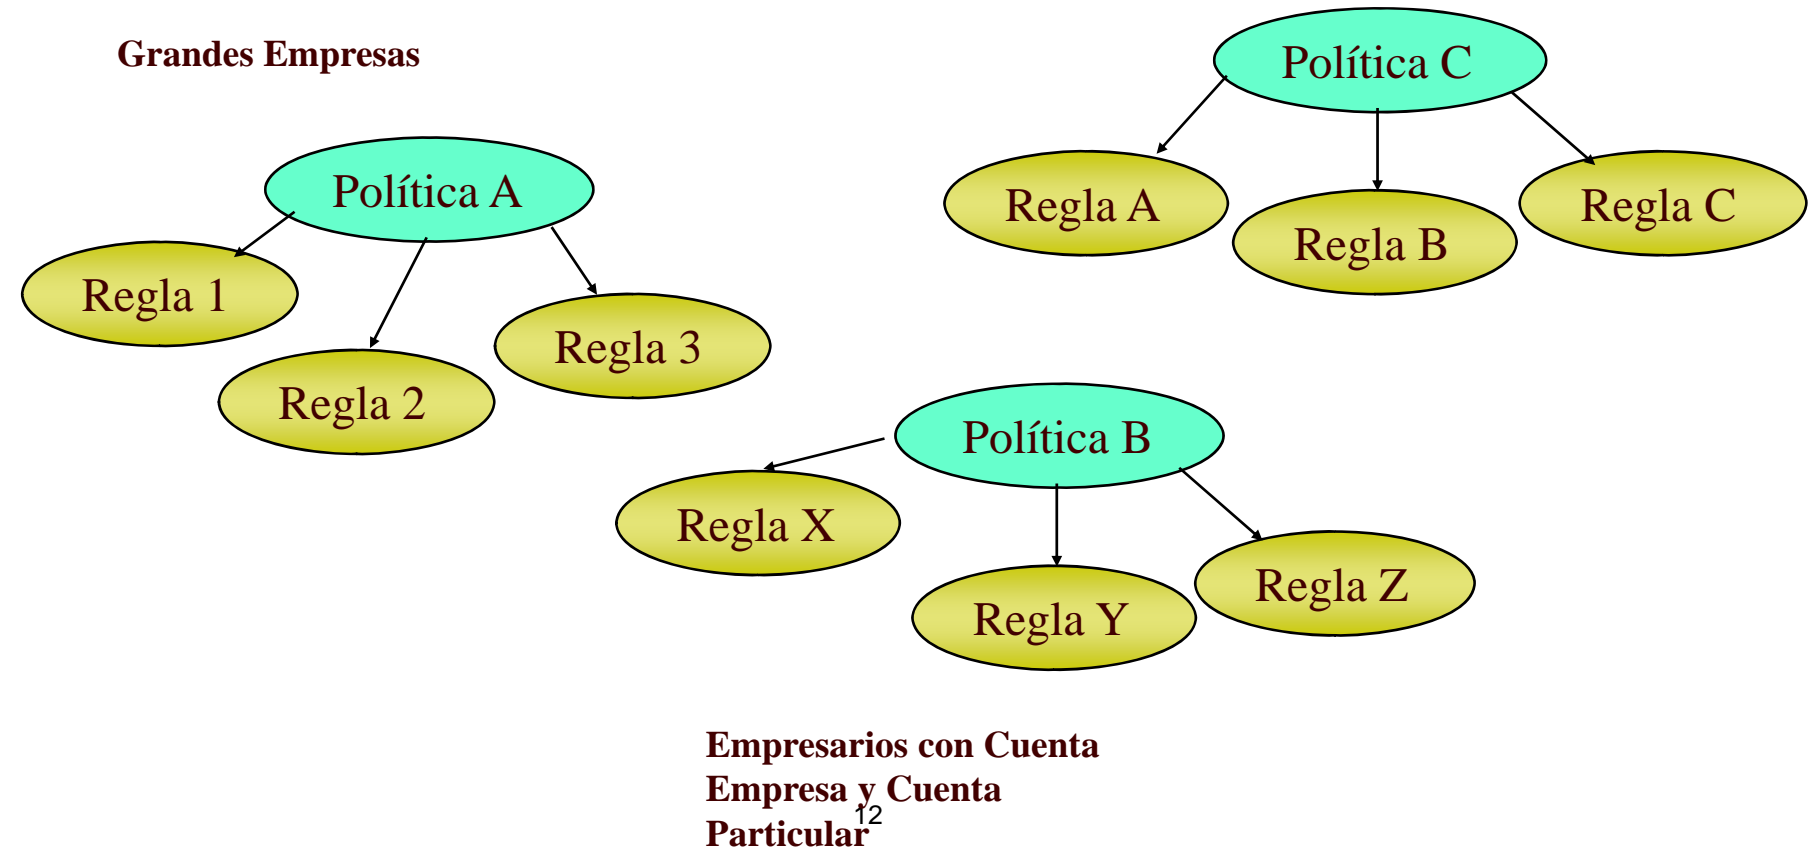 Grandes Empresas
Política C
Política A
Regla A
Regla B
Regla C
Regla 1
Regla 2
Regla 3
Política B
Regla X
Regla Y
Regla Z
Empresarios con Cuenta
Empresa y Cuenta
Particular
12